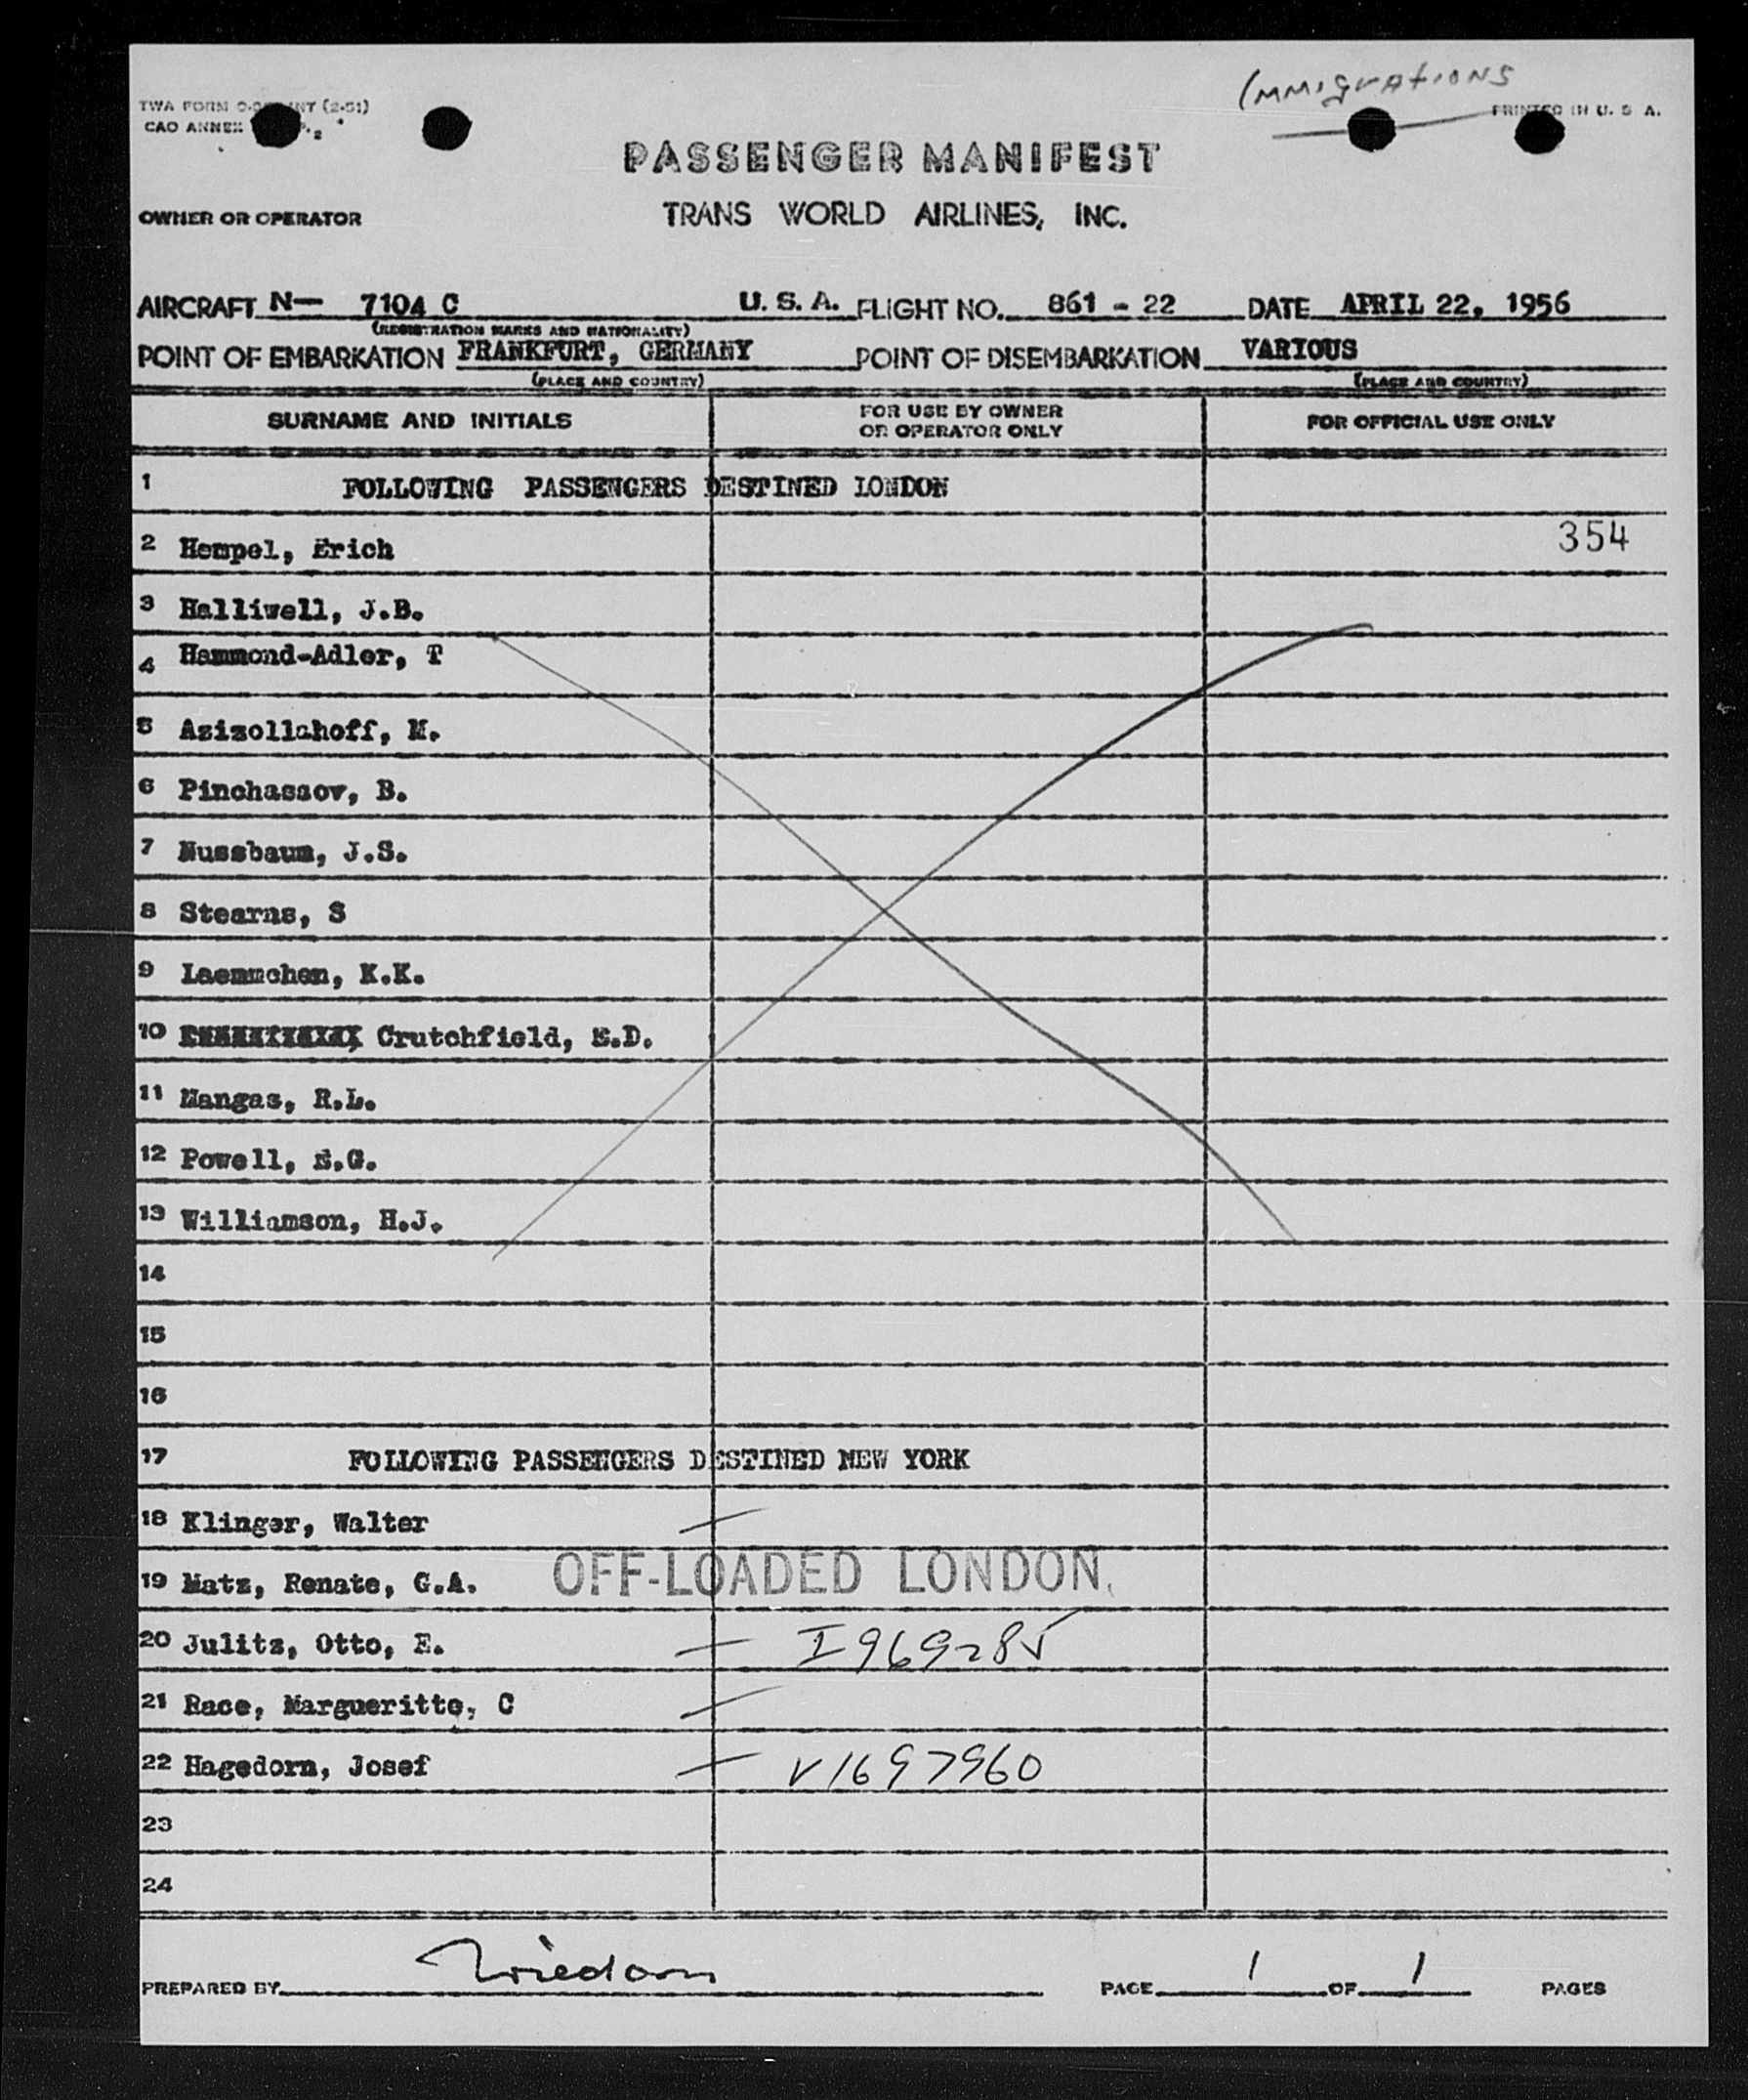 Immigrations
TWA FORM NT (2-51)
PRINTED IN U. S. A.
CAO ANNEX
PASSENGER MANIFEST
OWNER OR OPERATOR TRANS WORLD AIRLINES, INC.
AIRCRAFT N— 7104 C U. S. A. FLIGHT NO. 861 - 22 DATE APRIL 22, 1956
(REGISTRATION MARKS AND NATIONALITY)
POINT OF EMBARKATION FRANKFURT, GERMANY POINT OF DISEMBARKATION VARIOUS
(PLACE AND COUNTRY) (PLACE AND COUNTRY)
SURNAME AND INITIALS FOR USE BY OWNER OR OPERATOR ONLY FOR OFFICIAL USE ONLY
1 FOLLOWING PASSENGERS DESTINED LONDON
2 Hempel, Erich 354
3 Halliwell, J.B.
4 Hammond-Adler, T
5 Azizollahoff, M.
6 Pinchassov, B.
7 Nussbaum, J.S.
8 Stearns, S
9 Laemmchen, K.K.
10 Crutchfield, E.D.
11 Mangas, R.L.
12 Powell, E.G.
13 Williamson, H.J.
14
15
16
17 FOLLOWING PASSENGERS DESTINED NEW YORK
18 Klinger, Walter
19 Matz, Renate, G.A. OFF-LOADED LONDON.
20 Julitz, Otto, E. I969285
21 Race, Margueritte, C
22 Hagedorn, Josef V1697960
23
24
PREPARED BY PAGE 1 OF 1 PAGES